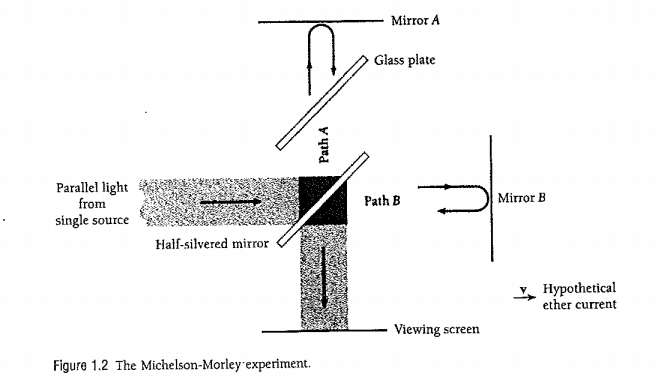 Mirror A
Glass plate
Path A
Parallel light
from
single source
Path B
Mirror B
Half-silvered mirror
v
Hypothetical
ether current
Viewing screen
Figure 1.2 The Michelson-Morley experiment.